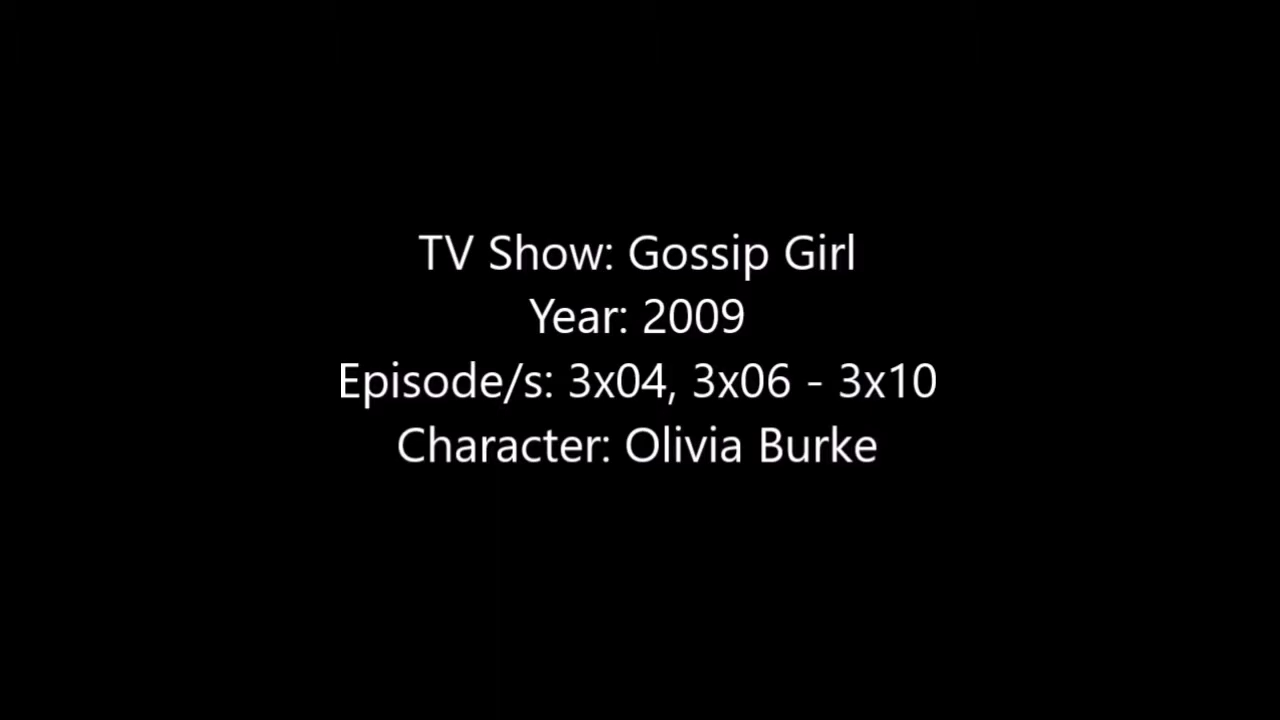 TV Show: Gossip Girl
Year: 2009
Episode/s: 3x04, 3x06 - 3x10
Character: Olivia Burke